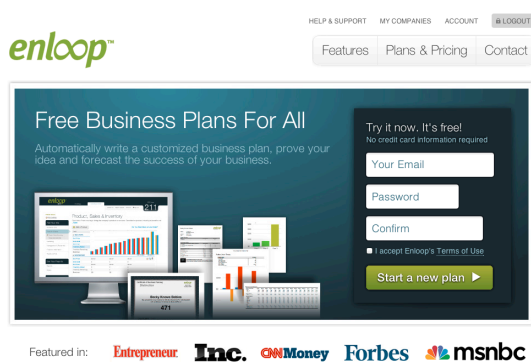 HELP & SUPPORT MY COMPANIES ACCOUNT LOGOUT
enloop™
Features Plans & Pricing Contact
Free Business Plans For All
Automatically write a customized business plan, prove your
idea and forecast the success of your business.
Try it now. It's free!
No credit card information required
Your Email
Password
Confirm
I accept Enloop's Terms of Use
Start a new plan
enloop
211
Product, Sales & Inventory
471
Featured in: Entrepreneur Inc. CNNMoney Forbes msnbc